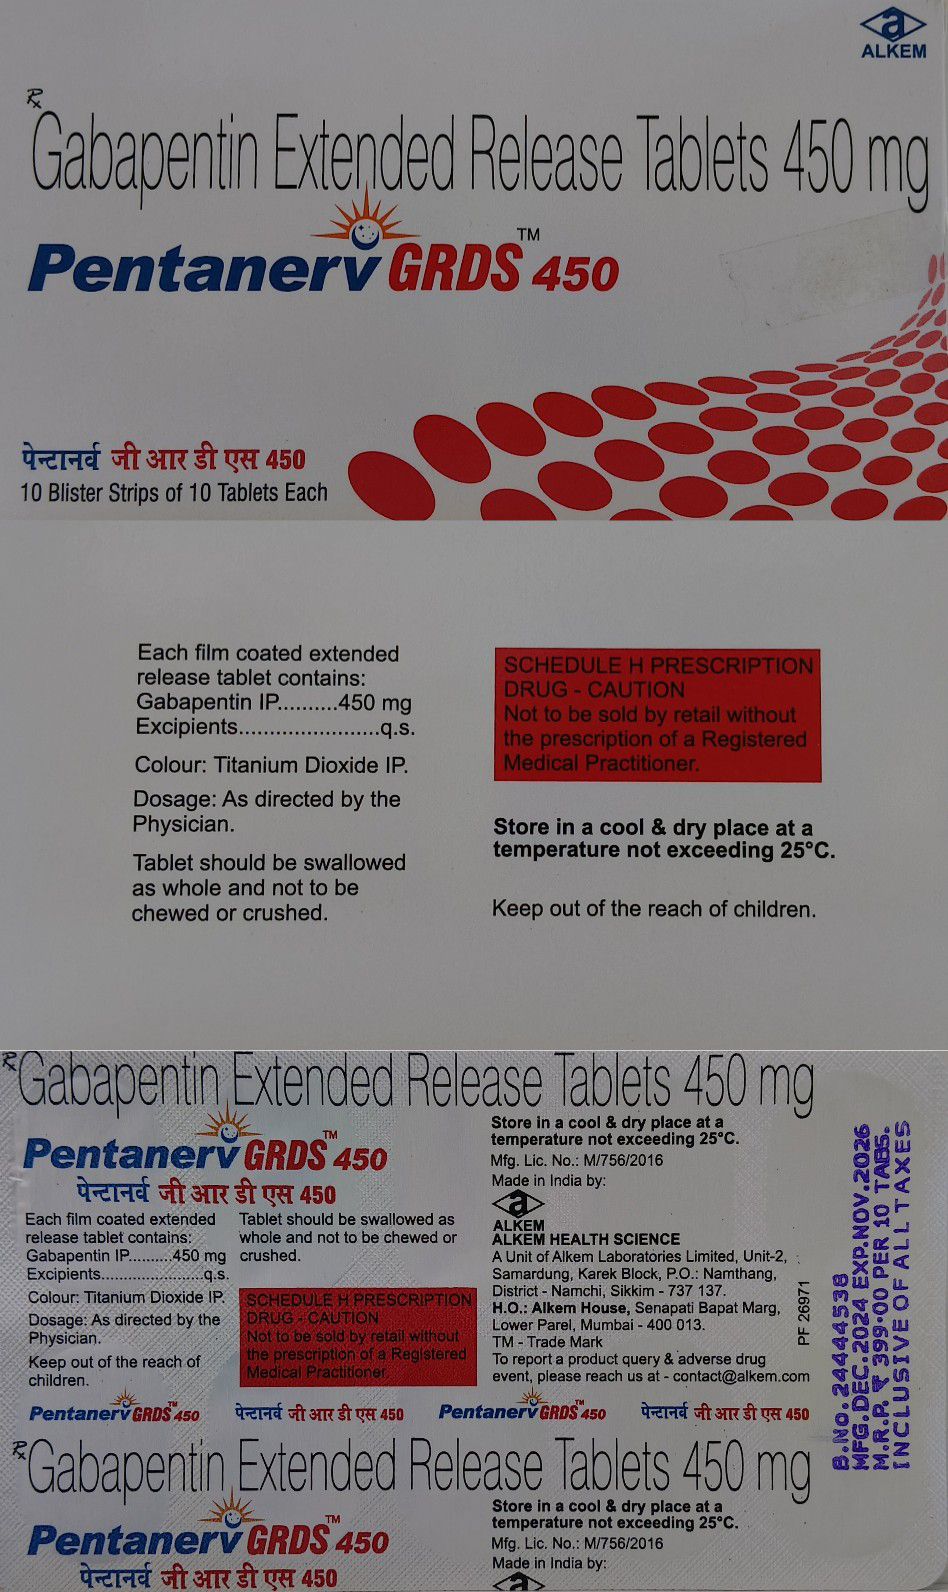 ALKEM
Rx
Gabapentin Extended Release Tablets 450 mg
Pentanerv GRDS™ 450
पेन्टानर्व जी आर डी एस 450
10 Blister Strips of 10 Tablets Each
Each film coated extended
release tablet contains:
Gabapentin IP..........450 mg
Excipients........................q.s.
Colour: Titanium Dioxide IP.
Dosage: As directed by the
Physician.
Tablet should be swallowed
as whole and not to be
chewed or crushed.
SCHEDULE H PRESCRIPTION
DRUG - CAUTION
Not to be sold by retail without
the prescription of a Registered
Medical Practitioner.
Store in a cool & dry place at a
temperature not exceeding 25°C.
Keep out of the reach of children.
Rx
Gabapentin Extended Release Tablets 450 mg
Pentanerv GRDS™ 450
पेन्टानर्व जी आर डी एस 450
Each film coated extended
release tablet contains:
Gabapentin IP.........450 mg
Excipients.......................q.s.
Colour: Titanium Dioxide IP.
Dosage: As directed by the
Physician.
Keep out of the reach of
children.
Tablet should be swallowed as
whole and not to be chewed or
crushed.
SCHEDULE H PRESCRIPTION
DRUG - CAUTION
Not to be sold by retail without
the prescription of a Registered
Medical Practitioner.
Store in a cool & dry place at a
temperature not exceeding 25°C.
Mfg. Lic. No.: M/756/2016
Made in India by:
ALKEM
ALKEM HEALTH SCIENCE
A Unit of Alkem Laboratories Limited, Unit-2,
Samardung, Karek Block, P.O.: Namthang,
District - Namchi, Sikkim - 737 137.
H.O.: Alkem House, Senapati Bapat Marg,
Lower Parel, Mumbai - 400 013.
TM - Trade Mark
To report a product query & adverse drug
event, please reach us at - contact@alkem.com
PF 26971
B.No. 24444538
MFG.DEC.2024 EXP.NOV.2026
M.R.P. ₹ 399.00 PER 10 TABS.
INCLUSIVE OF ALL TAXES
Pentanerv GRDS™ 450 पेन्टानर्व जी आर डी एस 450 Pentanerv GRDS™ 450 पेन्टानर्व जी आर डी एस 450
Rx
Gabapentin Extended Release Tablets 450 mg
Pentanerv GRDS™ 450
पेन्टानर्व जी आर डी एस 450
Store in a cool & dry place at a
temperature not exceeding 25°C.
Mfg. Lic. No.: M/756/2016
Made in India by: